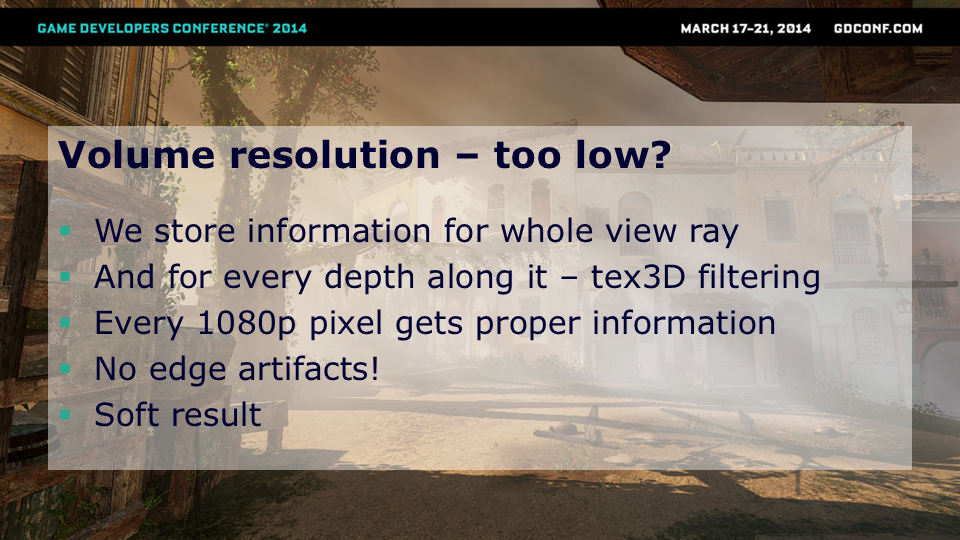 GAME DEVELOPERS CONFERENCE® 2014
MARCH 17–21, 2014 GDCONF.COM
Volume resolution – too low?
We store information for whole view ray
And for every depth along it – tex3D filtering
Every 1080p pixel gets proper information
No edge artifacts!
Soft result